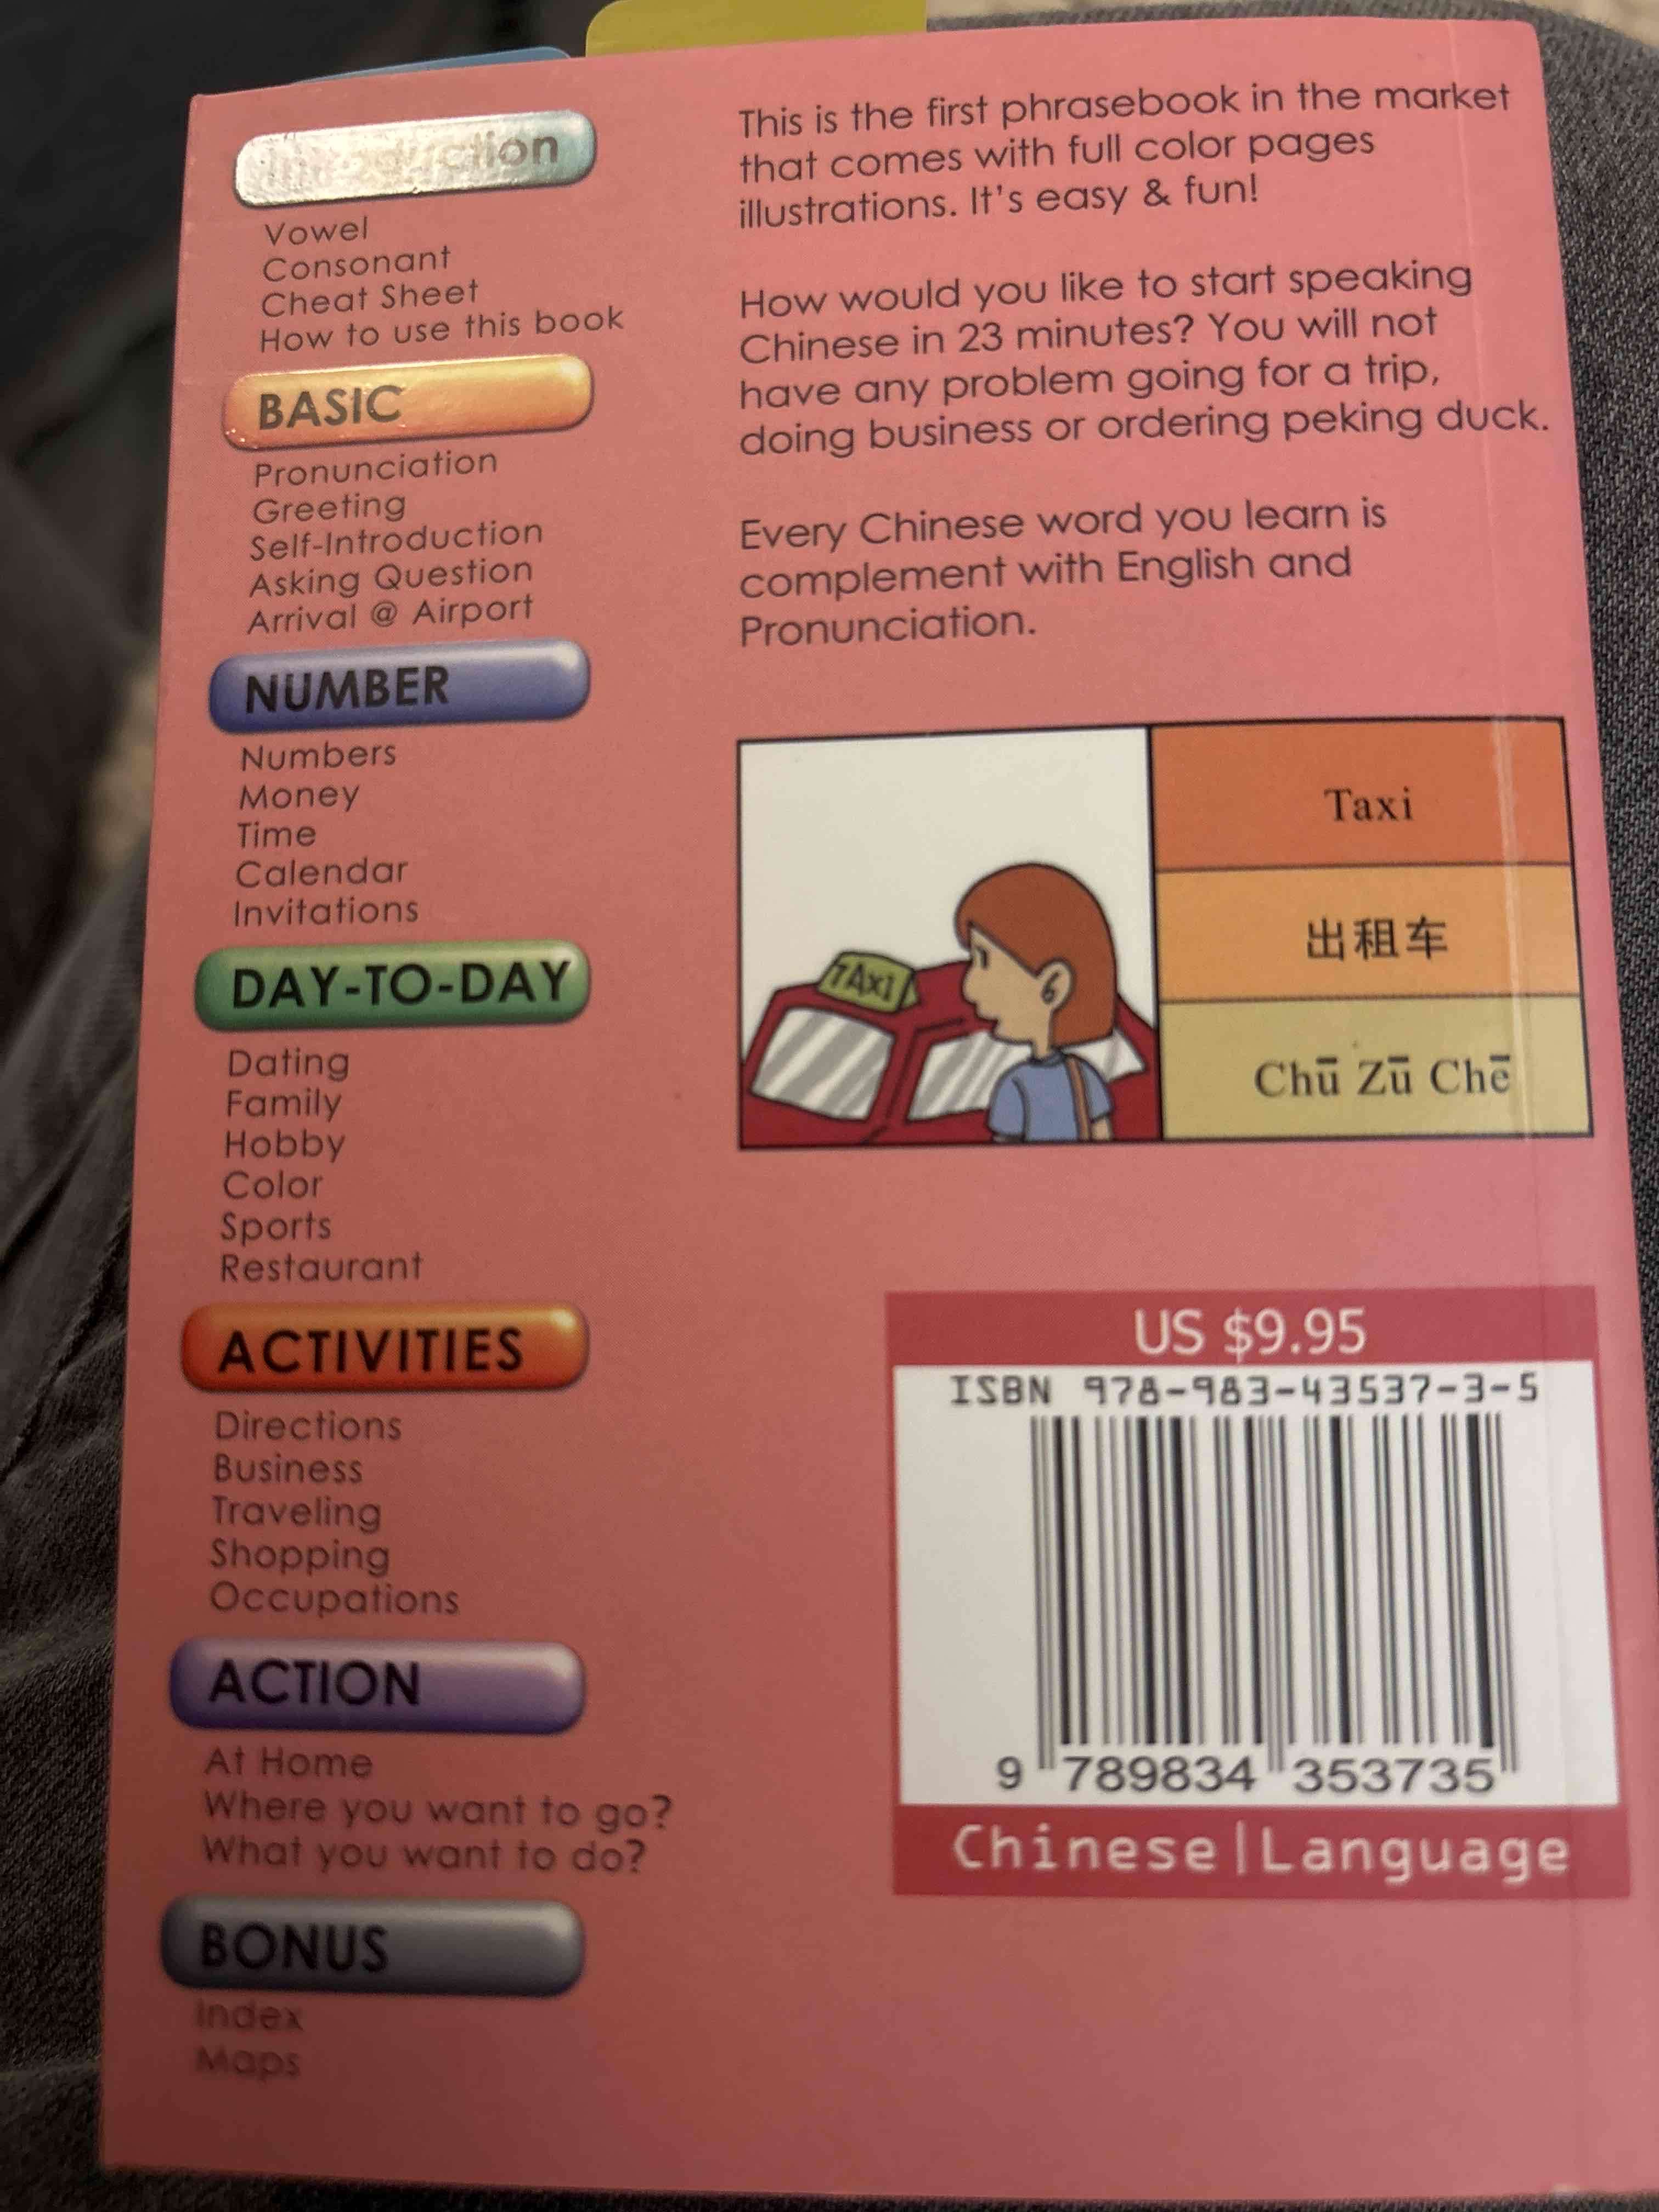 Introduction
Vowel
Consonant
Cheat Sheet
How to use this book
BASIC
Pronunciation
Greeting
Self-Introduction
Asking Question
Arrival @ Airport
NUMBER
Numbers
Money
Time
Calendar
Invitations
DAY-TO-DAY
Dating
Family
Hobby
Color
Sports
Restaurant
ACTIVITIES
Directions
Business
Traveling
Shopping
Occupations
ACTION
At Home
Where you want to go?
What you want to do?
BONUS
Index
Maps
This is the first phrasebook in the market
that comes with full color pages
illustrations. It's easy & fun!
How would you like to start speaking
Chinese in 23 minutes? You will not
have any problem going for a trip,
doing business or ordering peking duck.
Every Chinese word you learn is
complement with English and
Pronunciation.
TAXI
Taxi
出租车
Chū Zū Chē
US $9.95
ISBN 978-983-43537-3-5
9 789834 353735
Chinese|Language